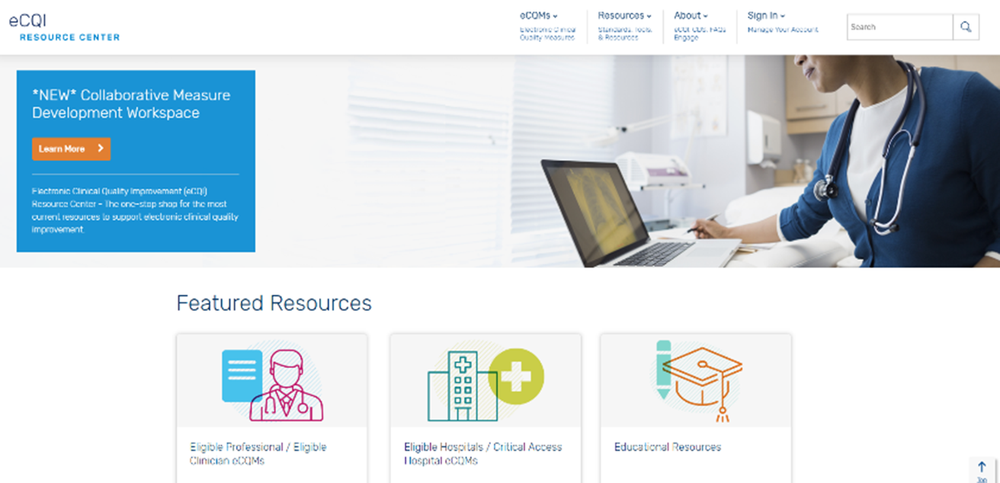 eCQI
RESOURCE CENTER
eCQMs
Electronic Clinical
Quality Measures
Resources
Standards, Tools,
& Resources
About
eCQI, CDS, FAQs
Engage
Sign In
Manage Your Account
Search
*NEW* Collaborative Measure
Development Workspace
Learn More
Electronic Clinical Quality Improvement (eCQI)
Resource Center - The one-stop shop for the most
current resources to support electronic clinical quality
improvement.
Featured Resources
Eligible Professional / Eligible
Clinician eCQMs
Eligible Hospitals / Critical Access
Hospital eCQMs
Educational Resources
Top